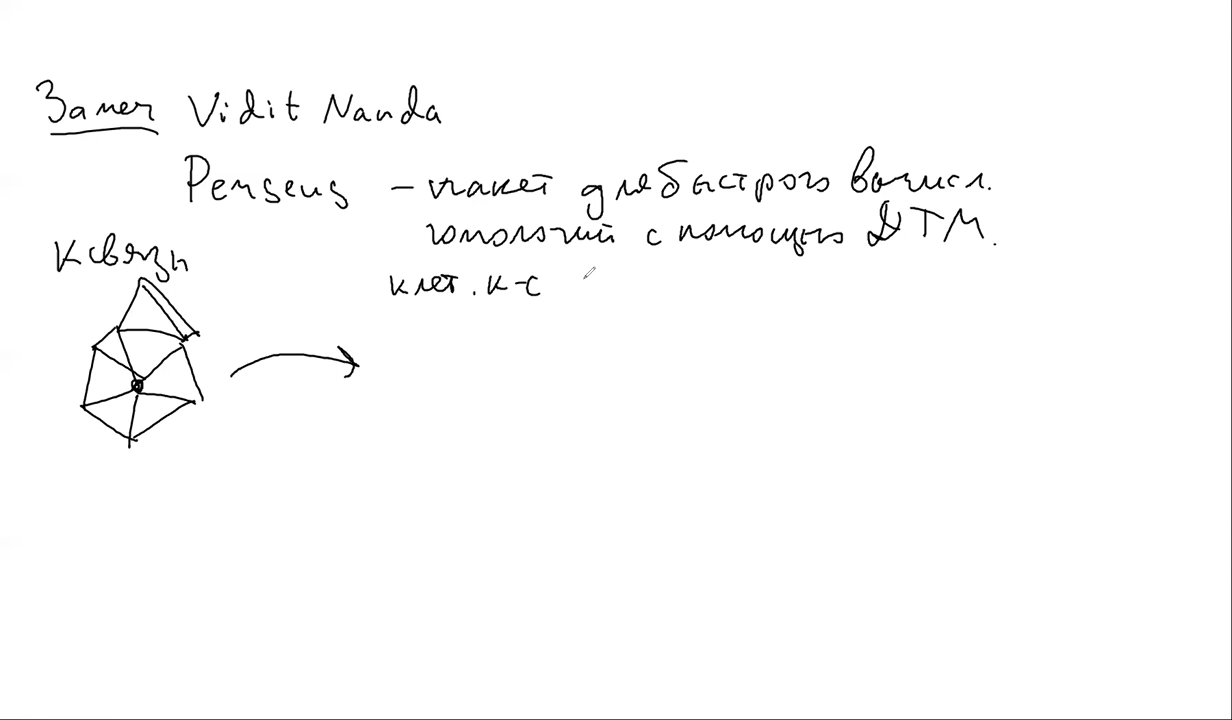 Замеч Vidit Nanda
Perseus – пакет для быстрого вычисл.
гомологий с помощью ДТМ.
К связн
клет. к-с